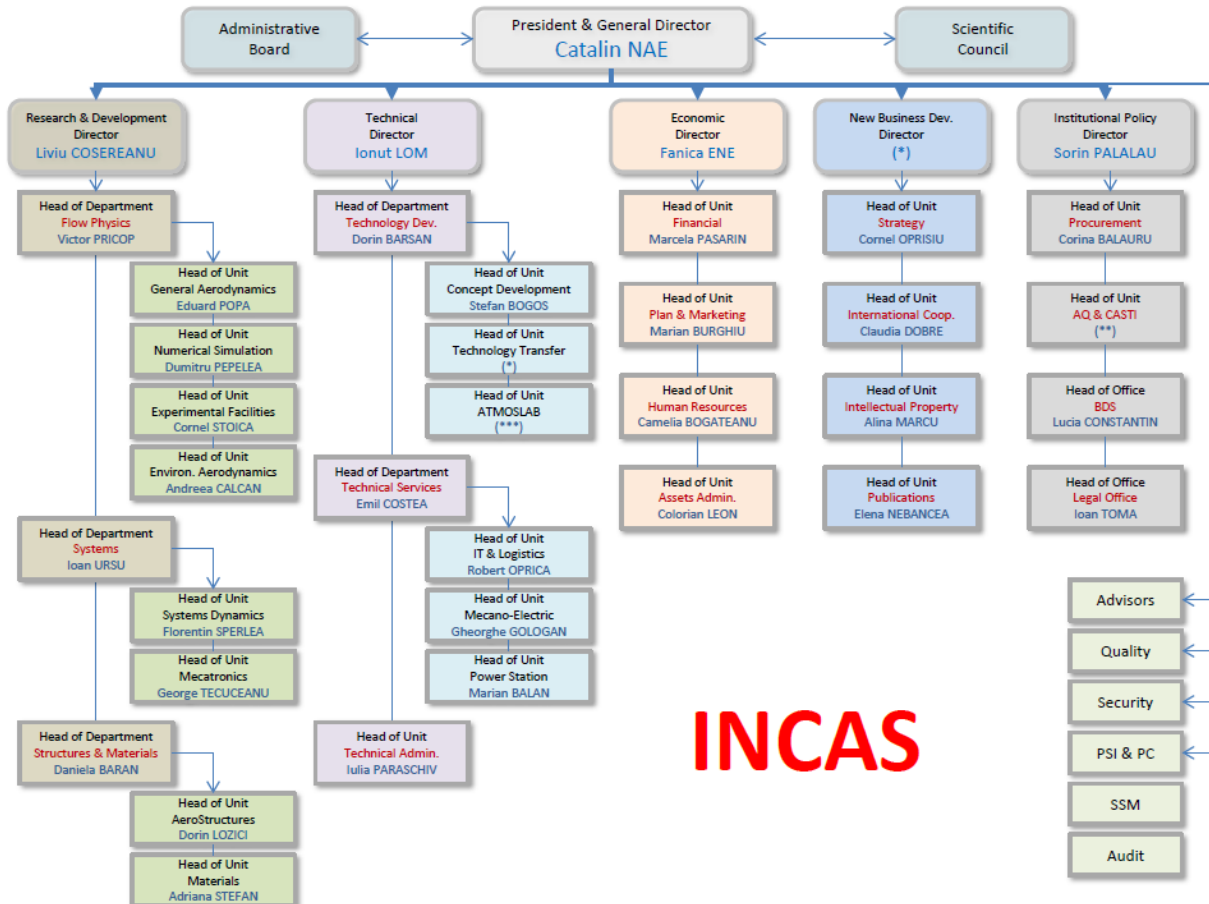 Administrative
Board
President & General Director
Catalin NAE
Scientific
Council
Research & Development
Director
Liviu COSEREANU
Technical
Director
Ionut LOM
Economic
Director
Fanica ENE
New Business Dev.
Director
(*)
Institutional Policy
Director
Sorin PALALAU
Head of Department
Flow Physics
Victor PRICOP
Head of Unit
General Aerodynamics
Eduard POPA
Head of Unit
Numerical Simulation
Dumitru PEPELEA
Head of Unit
Experimental Facilities
Cornel STOICA
Head of Unit
Environ. Aerodynamics
Andreea CALCAN
Head of Department
Systems
Ioan URSU
Head of Unit
Systems Dynamics
Florentin SPERLEA
Head of Unit
Mecatronics
George TECUCEANU
Head of Department
Structures & Materials
Daniela BARAN
Head of Unit
AeroStructures
Dorin LOZICI
Head of Unit
Materials
Adriana STEFAN
Head of Department
Technology Dev.
Dorin BARSAN
Head of Unit
Concept Development
Stefan BOGOS
Head of Unit
Technology Transfer
(*)
Head of Unit
ATMOSLAB
(***)
Head of Department
Technical Services
Emil COSTEA
Head of Unit
IT & Logistics
Robert OPRICA
Head of Unit
Mecano-Electric
Gheorghe GOLOGAN
Head of Unit
Power Station
Marian BALAN
Head of Unit
Technical Admin.
Iulia PARASCHIV
Head of Unit
Financial
Marcela PASARIN
Head of Unit
Plan & Marketing
Marian BURGHIU
Head of Unit
Human Resources
Camelia BOGATEANU
Head of Unit
Assets Admin.
Colorian LEON
Head of Unit
Strategy
Cornel OPRISIU
Head of Unit
International Coop.
Claudia DOBRE
Head of Unit
Intellectual Property
Alina MARCU
Head of Unit
Publications
Elena NEBANCEA
Head of Unit
Procurement
Corina BALAURU
Head of Unit
AQ & CASTI
(**)
Head of Office
BDS
Lucia CONSTANTIN
Head of Office
Legal Office
Ioan TOMA
Advisors
Quality
Security
PSI & PC
SSM
Audit
INCAS